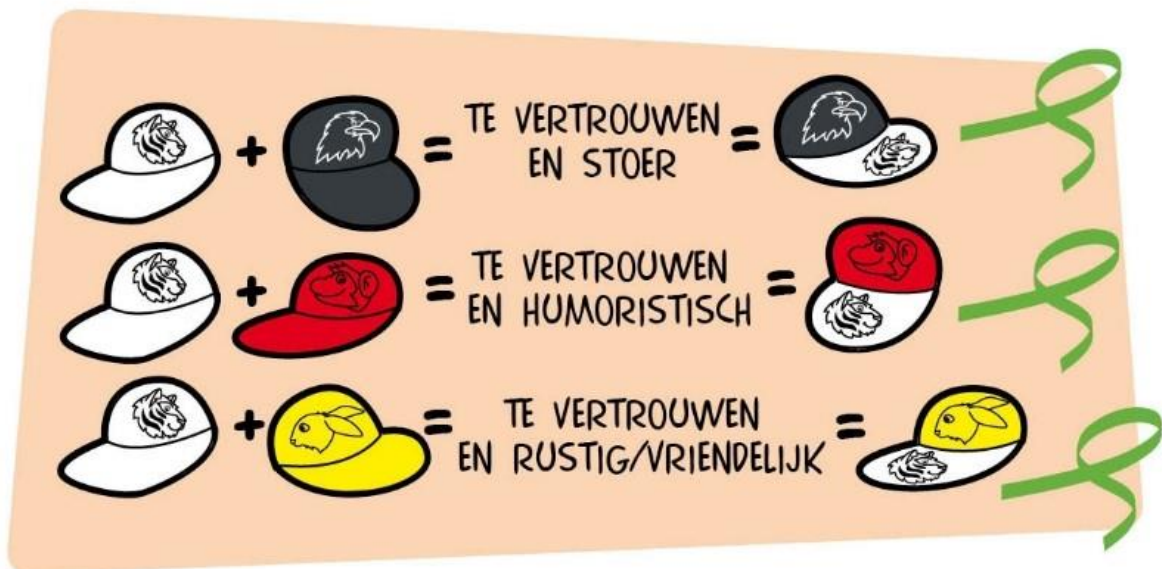 + = TE VERTROUWEN =
EN STOER
+ = TE VERTROUWEN =
EN HUMORISTISCH
+ = TE VERTROUWEN =
EN RUSTIG/VRIENDELIJK